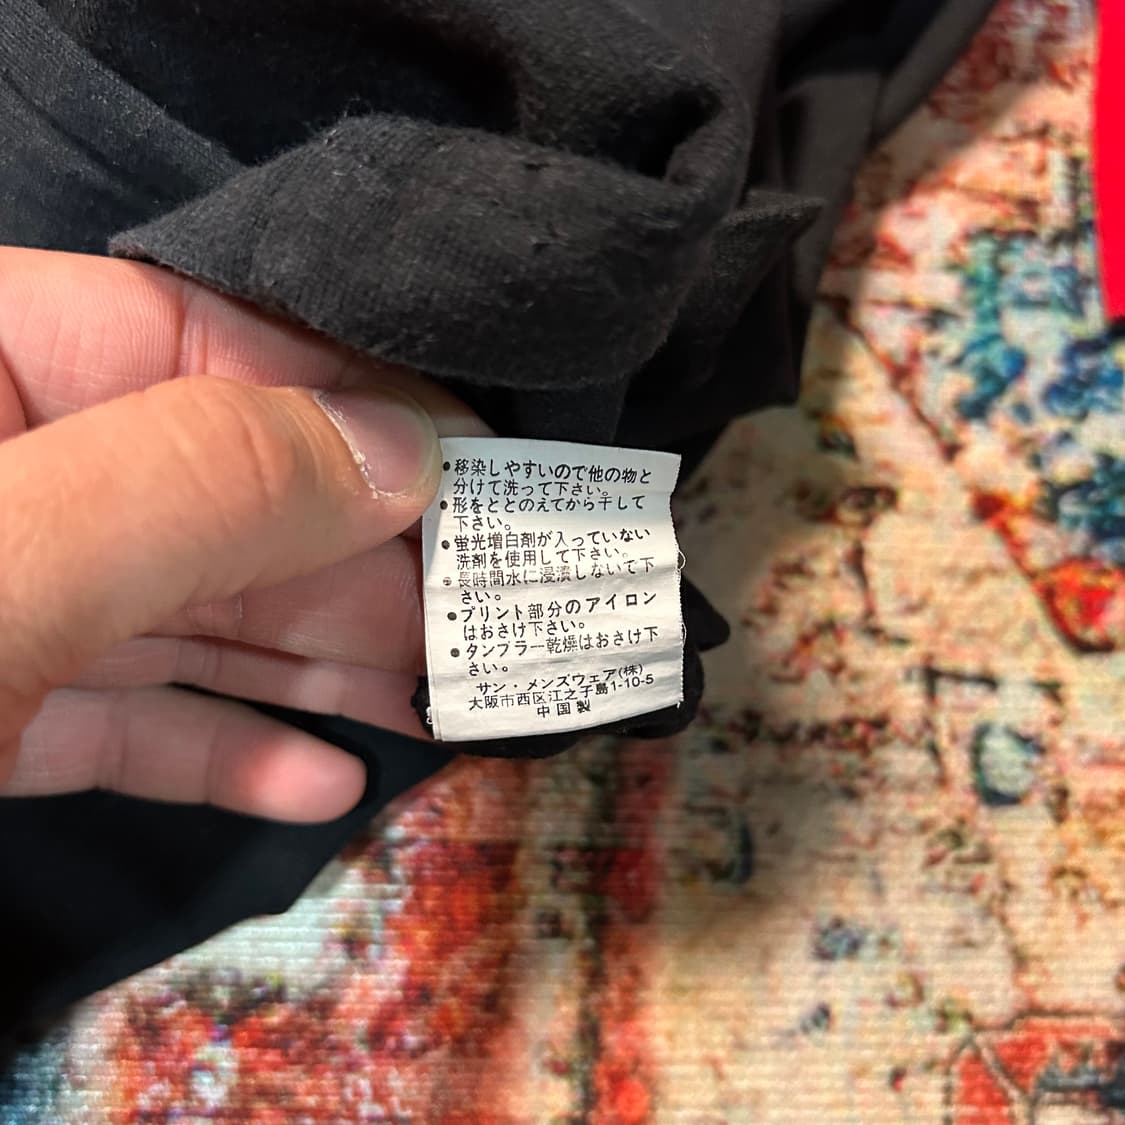 ●移染しやすいので他の物と
分けて洗って下さい。
●形をととのえてから干して
下さい。
●蛍光増白剤が入っていない
洗剤を使用して下さい。
●長時間水に浸漬しないで下
さい。
●プリント部分のアイロン
はおさけ下さい。
●タンブラー乾燥はおさけ下
さい。
サン・メンズウェア(株)
大阪市西区江之子島1-10-5
中国製